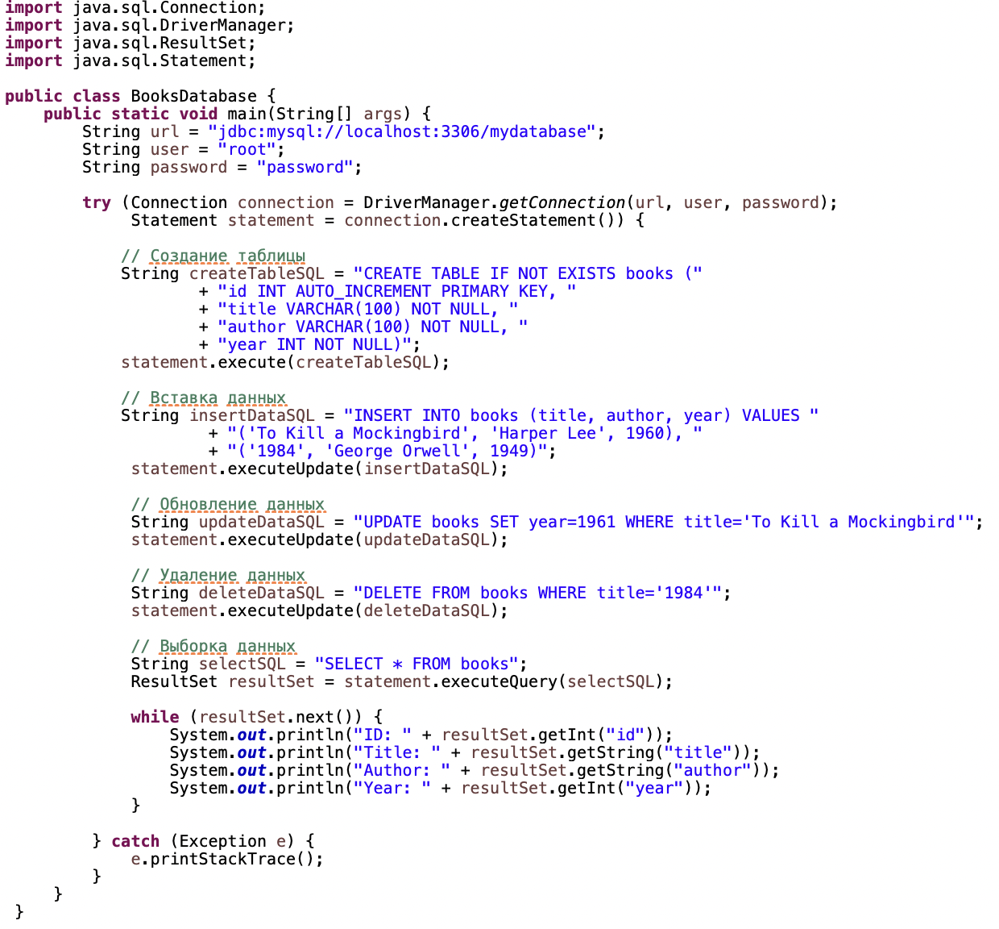 import java.sql.Connection;
import java.sql.DriverManager;
import java.sql.ResultSet;
import java.sql.Statement;

public class BooksDatabase {
    public static void main(String[] args) {
        String url = "jdbc:mysql://localhost:3306/mydatabase";
        String user = "root";
        String password = "password";

        try (Connection connection = DriverManager.getConnection(url, user, password);
             Statement statement = connection.createStatement()) {

            // Создание таблицы
            String createTableSQL = "CREATE TABLE IF NOT EXISTS books ("
                    + "id INT AUTO_INCREMENT PRIMARY KEY, "
                    + "title VARCHAR(100) NOT NULL, "
                    + "author VARCHAR(100) NOT NULL, "
                    + "year INT NOT NULL)";
            statement.execute(createTableSQL);

            // Вставка данных
            String insertDataSQL = "INSERT INTO books (title, author, year) VALUES "
                     + "('To Kill a Mockingbird', 'Harper Lee', 1960), "
                     + "('1984', 'George Orwell', 1949)";
             statement.executeUpdate(insertDataSQL);

             // Обновление данных
             String updateDataSQL = "UPDATE books SET year=1961 WHERE title='To Kill a Mockingbird'";
             statement.executeUpdate(updateDataSQL);

             // Удаление данных
             String deleteDataSQL = "DELETE FROM books WHERE title='1984'";
             statement.executeUpdate(deleteDataSQL);

             // Выборка данных
             String selectSQL = "SELECT * FROM books";
             ResultSet resultSet = statement.executeQuery(selectSQL);

             while (resultSet.next()) {
                 System.out.println("ID: " + resultSet.getInt("id"));
                 System.out.println("Title: " + resultSet.getString("title"));
                 System.out.println("Author: " + resultSet.getString("author"));
                 System.out.println("Year: " + resultSet.getInt("year"));
             }

         } catch (Exception e) {
             e.printStackTrace();
         }
     }
 }